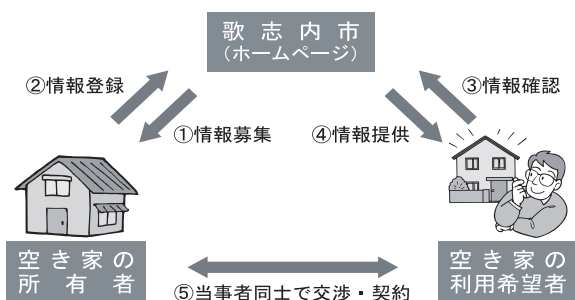 歌志内市
(ホームページ)
②情報登録
③情報確認
①情報募集
④情報提供
空き家の
所有者
空き家の
利用希望者
⑤当事者同士で交渉・契約